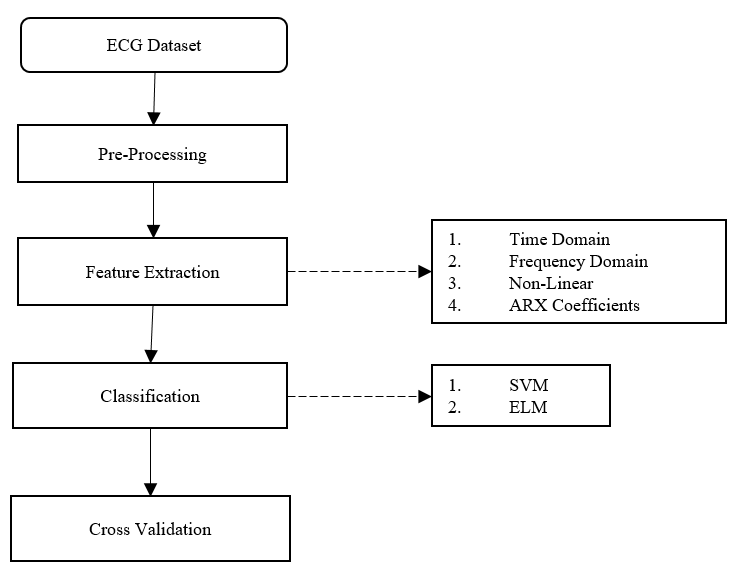 ECG Dataset
Pre-Processing
Feature Extraction
1. Time Domain
2. Frequency Domain
3. Non-Linear
4. ARX Coefficients
Classification
1. SVM
2. ELM
Cross Validation